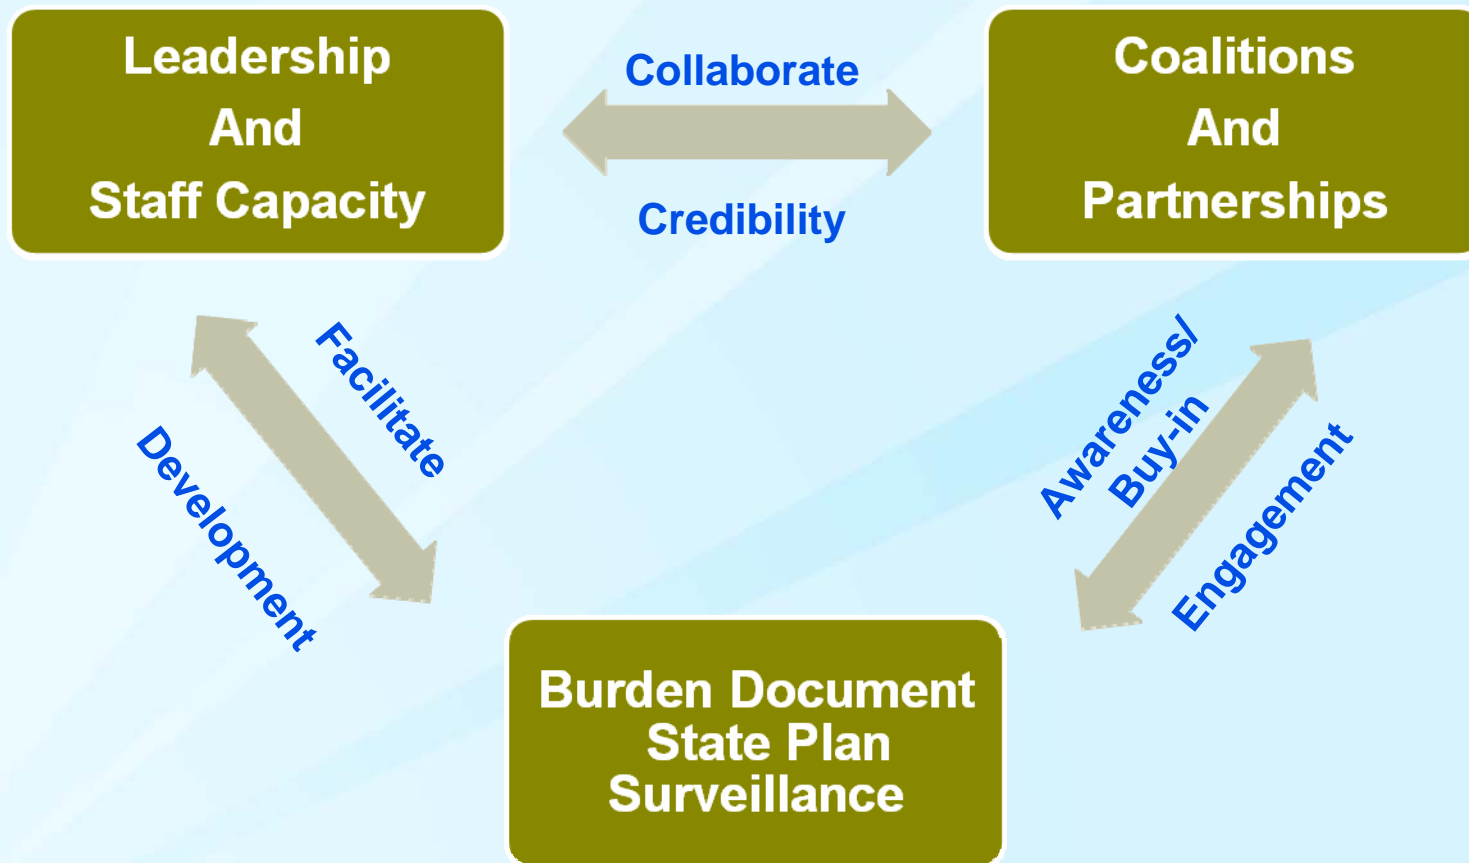 Leadership
And
Staff Capacity
Collaborate
Credibility
Coalitions
And
Partnerships
Facilitate
Development
Awareness/
Buy-in
Engagement
Burden Document
State Plan
Surveillance